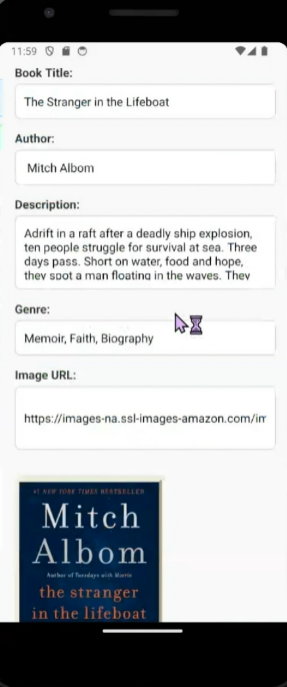 11:59
Book Title:
The Stranger in the Lifeboat
Author:
Mitch Albom
Description:
Adrift in a raft after a deadly ship explosion,
ten people struggle for survival at sea. Three
days pass. Short on water, food and hope,
they spot a man floating in the waves. They
Genre:
Memoir, Faith, Biography
Image URL:
https://images-na.ssl-images-amazon.com/im
#1 NEW YORK TIMES BESTSELLER
Mitch
Albom
Author of Tuesdays with Morrie
the stranger
in the lifeboat